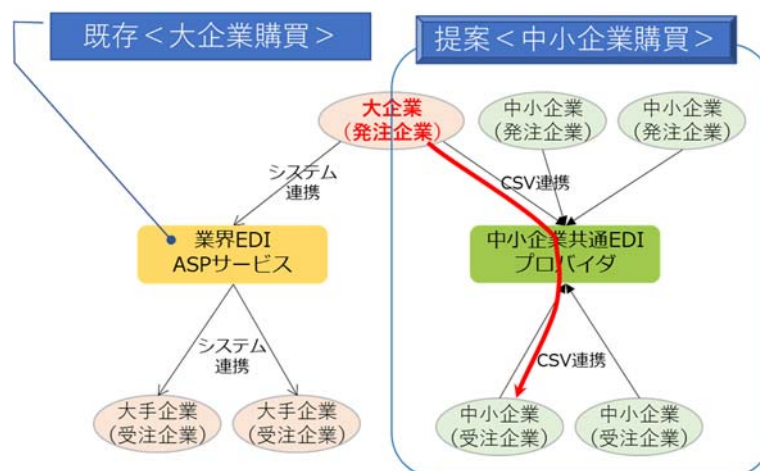 既存＜大企業購買＞
提案＜中小企業購買＞
大企業
(発注企業)
中小企業
(発注企業)
中小企業
(発注企業)
システム
連携
CSV連携
業界EDI
ASPサービス
中小企業共通EDI
プロバイダ
システム
連携
CSV連携
大手企業
(受注企業)
大手企業
(受注企業)
中小企業
(受注企業)
中小企業
(受注企業)